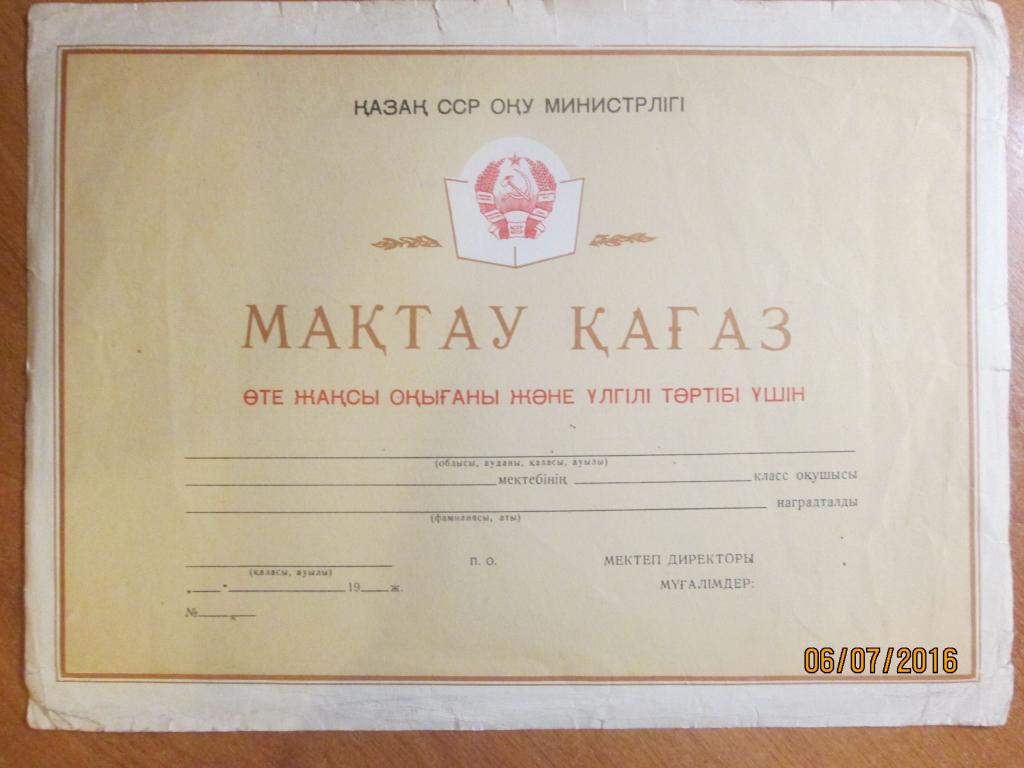 ҚАЗАҚ ССР ОҚУ МИНИСТРЛІГІ
МАҚТАУ ҚАҒАЗ
ӨТЕ ЖАҚСЫ ОҚЫҒАНЫ ЖӘНЕ ҮЛГІЛІ ТӘРТІБІ ҮШІН
(облысы, ауданы, қаласы, ауылы)
мектебінің класс оқушысы
наградталды
(фамилиясы, аты)
п. о. МЕКТЕП ДИРЕКТОРЫ
(қаласы, ауылы)
МҰҒАЛІМДЕР:
„ " 19 ж.
№
06/07/2016